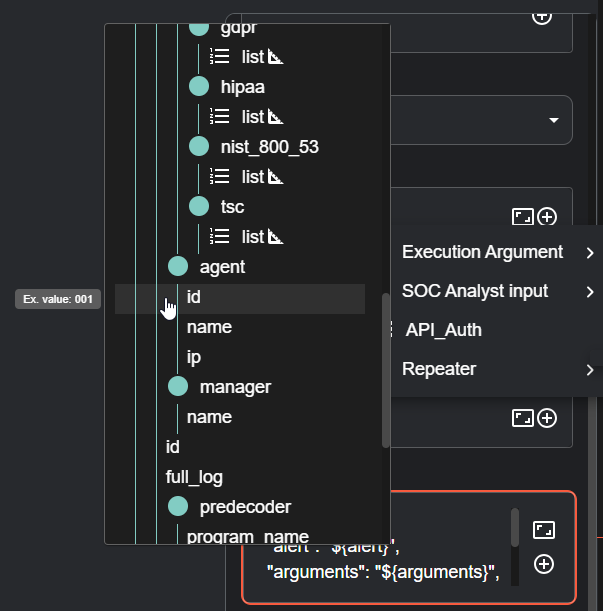 gdpr
list
hipaa
list
nist_800_53
list
tsc
list
agent
Execution Argument
id
Ex. value: 001
SOC Analyst input
name
API_Auth
ip
Repeater
manager
name
id
full_log
predecoder
program_name
"alert": "${alert}",
"arguments": "${arguments}",